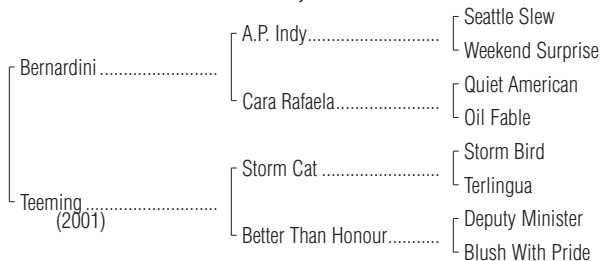 Seattle Slew
A.P. Indy........................
Weekend Surprise
Bernardini ......................
Quiet American
Cara Rafaela...................
Oil Fable
Storm Bird
Storm Cat ......................
Terlingua
Teeming ........................
(2001)
Deputy Minister
Better Than Honour...........
Blush With Pride